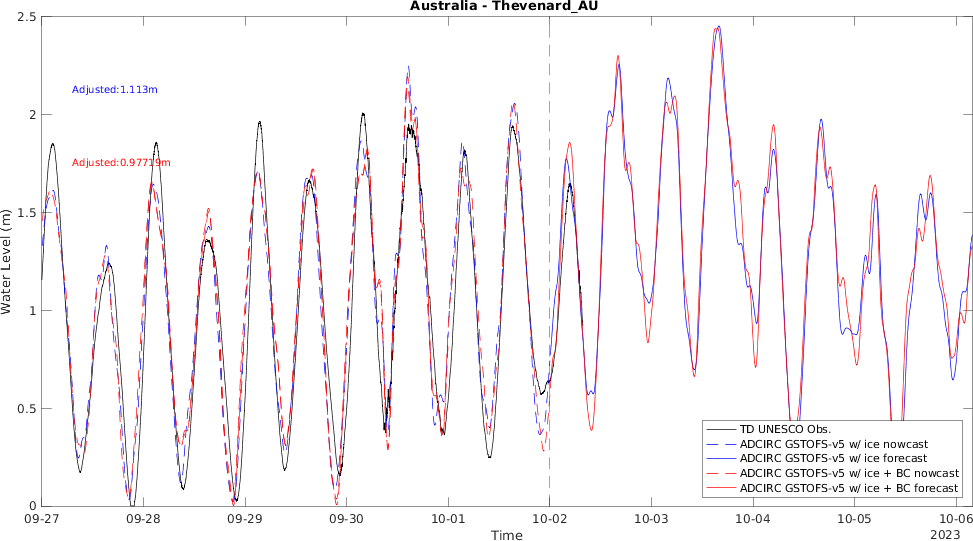 Australia - Thevenard_AU
2.5
2
1.5
1
0.5
0
Water Level (m)
Adjusted:1.113m
Adjusted:0.97719m
TD UNESCO Obs.
ADCIRC GSTOFS-v5 w/ ice nowcast
ADCIRC GSTOFS-v5 w/ ice forecast
ADCIRC GSTOFS-v5 w/ ice + BC nowcast
ADCIRC GSTOFS-v5 w/ ice + BC forecast
09-27 09-28 09-29 09-30 10-01 10-02 10-03 10-04 10-05 10-06
2023
Time